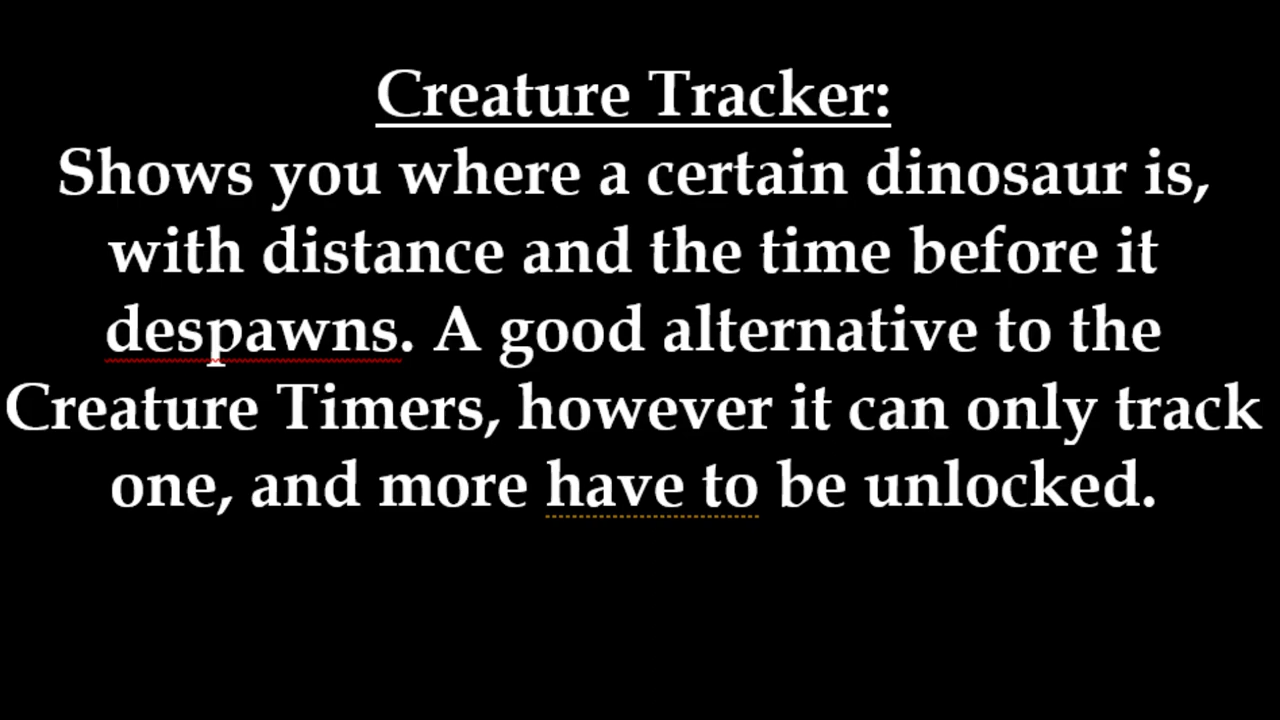 Creature Tracker:
Shows you where a certain dinosaur is,
with distance and the time before it
despawns. A good alternative to the
Creature Timers, however it can only track
one, and more have to be unlocked.